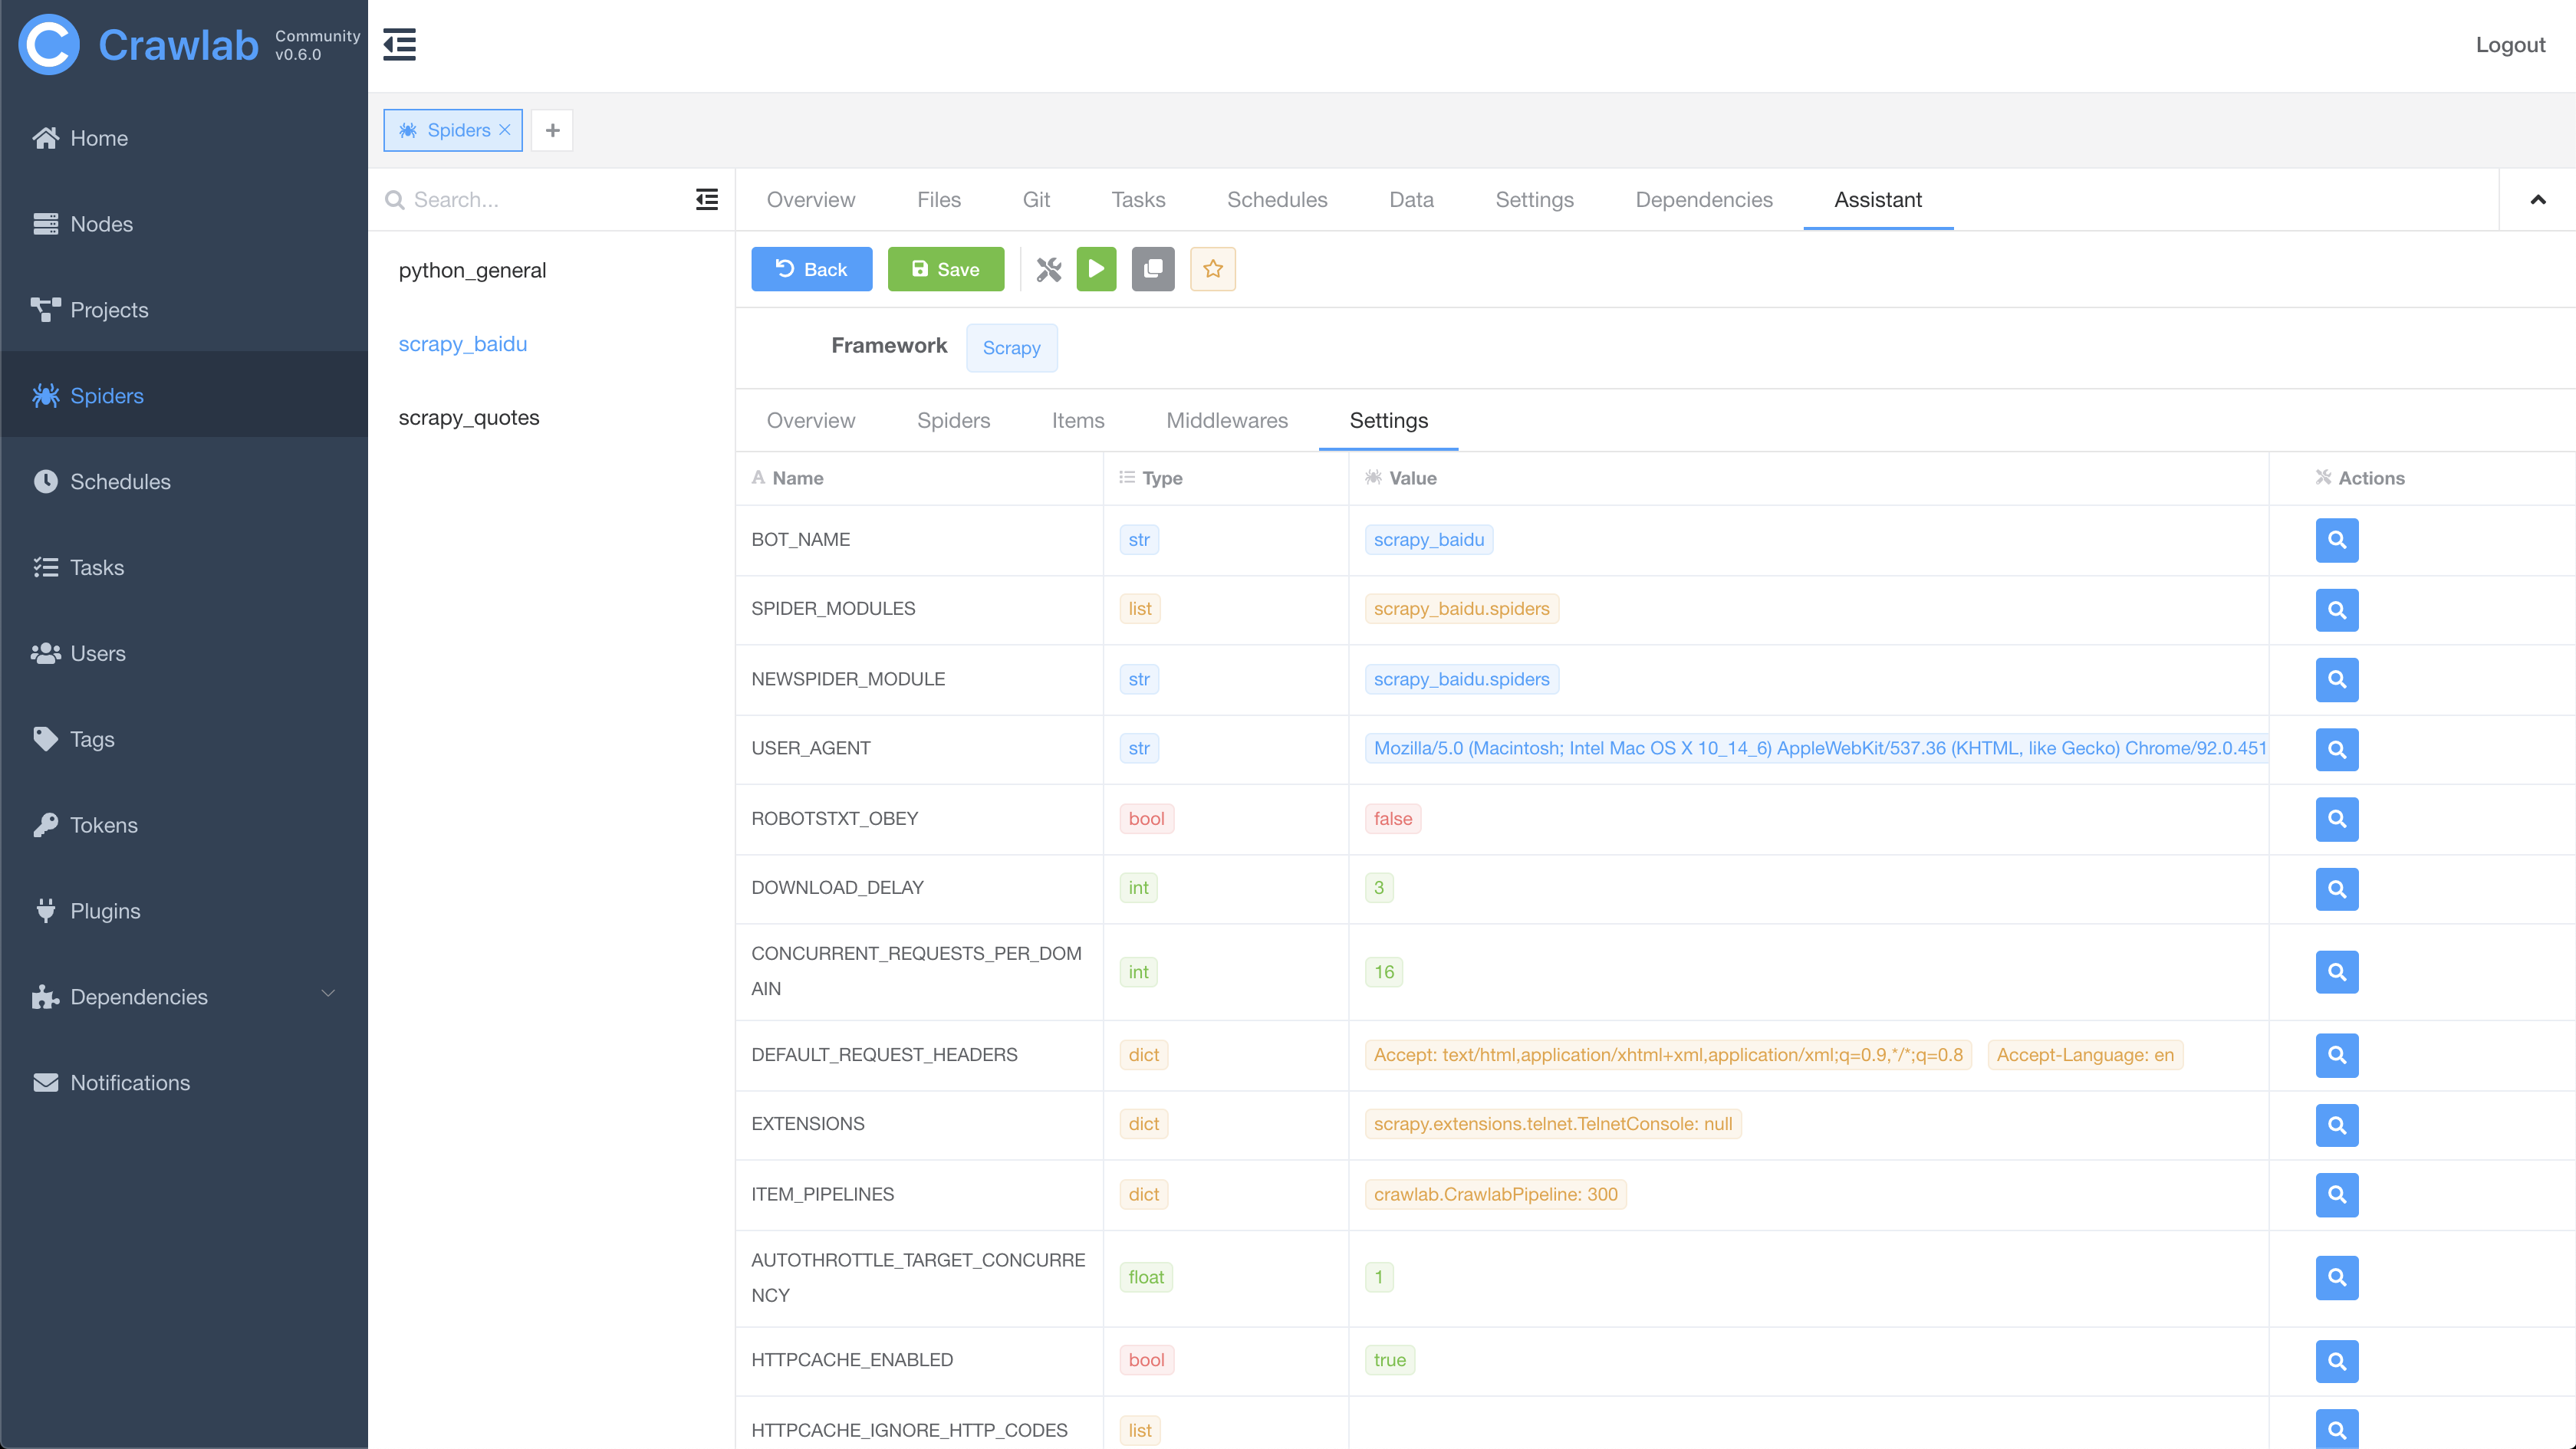 Crawlab
Community
v0.6.0
Logout
Home
Nodes
Projects
Spiders
Schedules
Tasks
Users
Tags
Tokens
Plugins
Dependencies
Notifications
Spiders
Search...
python_general
scrapy_baidu
scrapy_quotes
Overview Files Git Tasks Schedules Data Settings Dependencies Assistant
Back Save
Framework Scrapy
Overview Spiders Items Middlewares Settings
Name Type Value Actions
BOT_NAME str scrapy_baidu
SPIDER_MODULES list scrapy_baidu.spiders
NEWSPIDER_MODULE str scrapy_baidu.spiders
USER_AGENT str Mozilla/5.0 (Macintosh; Intel Mac OS X 10_14_6) AppleWebKit/537.36 (KHTML, like Gecko) Chrome/92.0.451
ROBOTSTXT_OBEY bool false
DOWNLOAD_DELAY int 3
CONCURRENT_REQUESTS_PER_DOM
AIN
int 16
DEFAULT_REQUEST_HEADERS dict Accept: text/html,application/xhtml+xml,application/xml;q=0.9,*/*;q=0.8 Accept-Language: en
EXTENSIONS dict scrapy.extensions.telnet.TelnetConsole: null
ITEM_PIPELINES dict crawlab.CrawlabPipeline: 300
AUTOTHROTTLE_TARGET_CONCURRE
NCY
float 1
HTTPCACHE_ENABLED bool true
HTTPCACHE_IGNORE_HTTP_CODES list